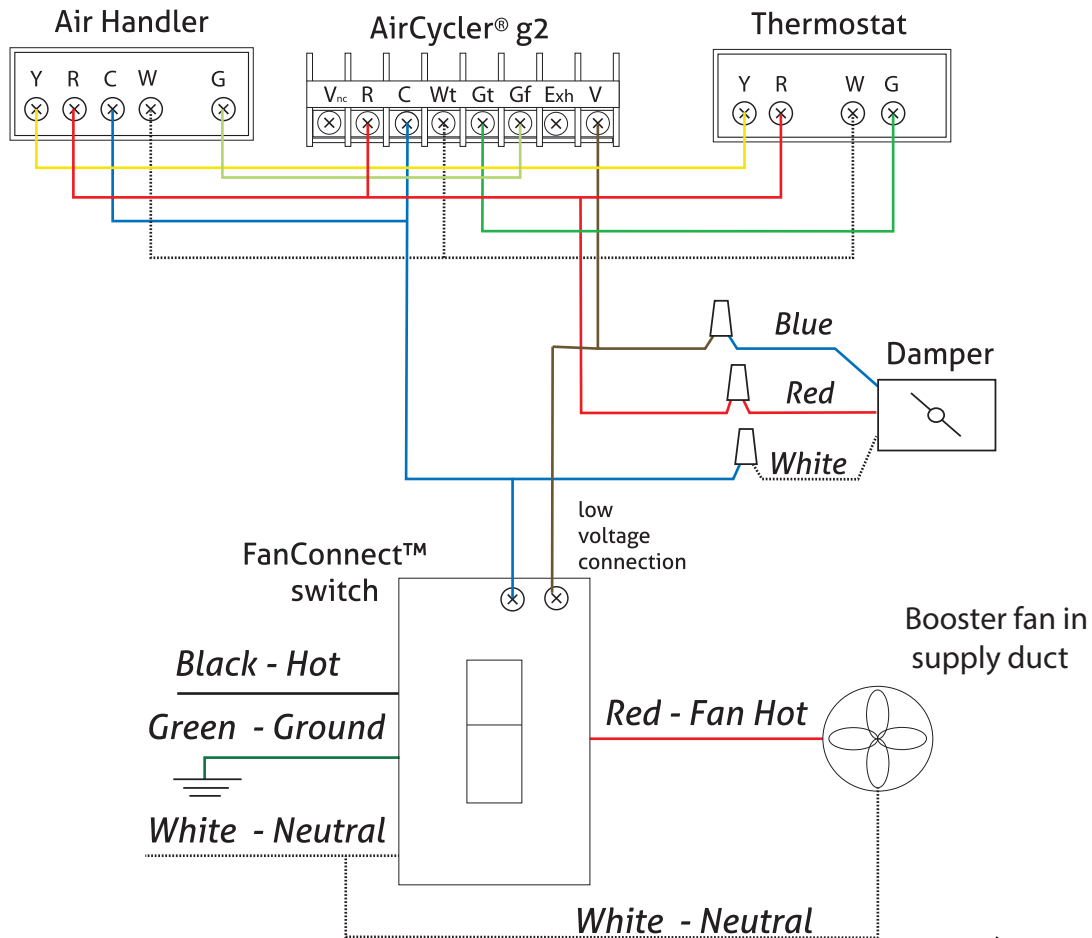 Air Handler
AirCycler® g2
Thermostat
Y R C W G
Vnc R C Wt Gt Gf Exh V
Y R W G
Blue
Damper
Red
White
low
voltage
connection
FanConnect™
switch
Booster fan in
supply duct
Black - Hot
Red - Fan Hot
Green - Ground
White - Neutral
White - Neutral